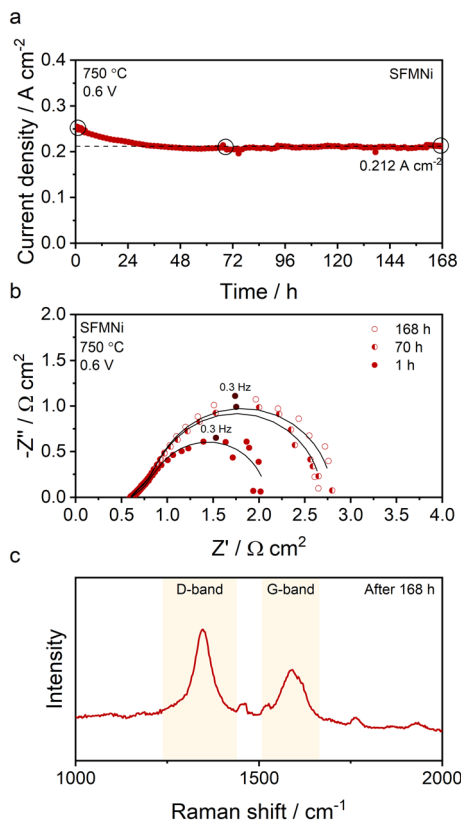 a
750 °C
0.6 V
SFMNi
0.212 A cm⁻²
Current density / A cm⁻²
0.4
0.3
0.2
0.1
0.0
0 24 48 72 96 120 144 168
Time / h
b
SFMNi
750 °C
0.6 V
168 h
70 h
1 h
0.3 Hz
0.3 Hz
-Z'' / Ω cm²
2.0
1.5
1.0
0.5
0.0
0.0 0.5 1.0 1.5 2.0 2.5 3.0 3.5 4.0
Z' / Ω cm²
c
D-band
G-band
After 168 h
Intensity
1000 1500 2000
Raman shift / cm⁻¹